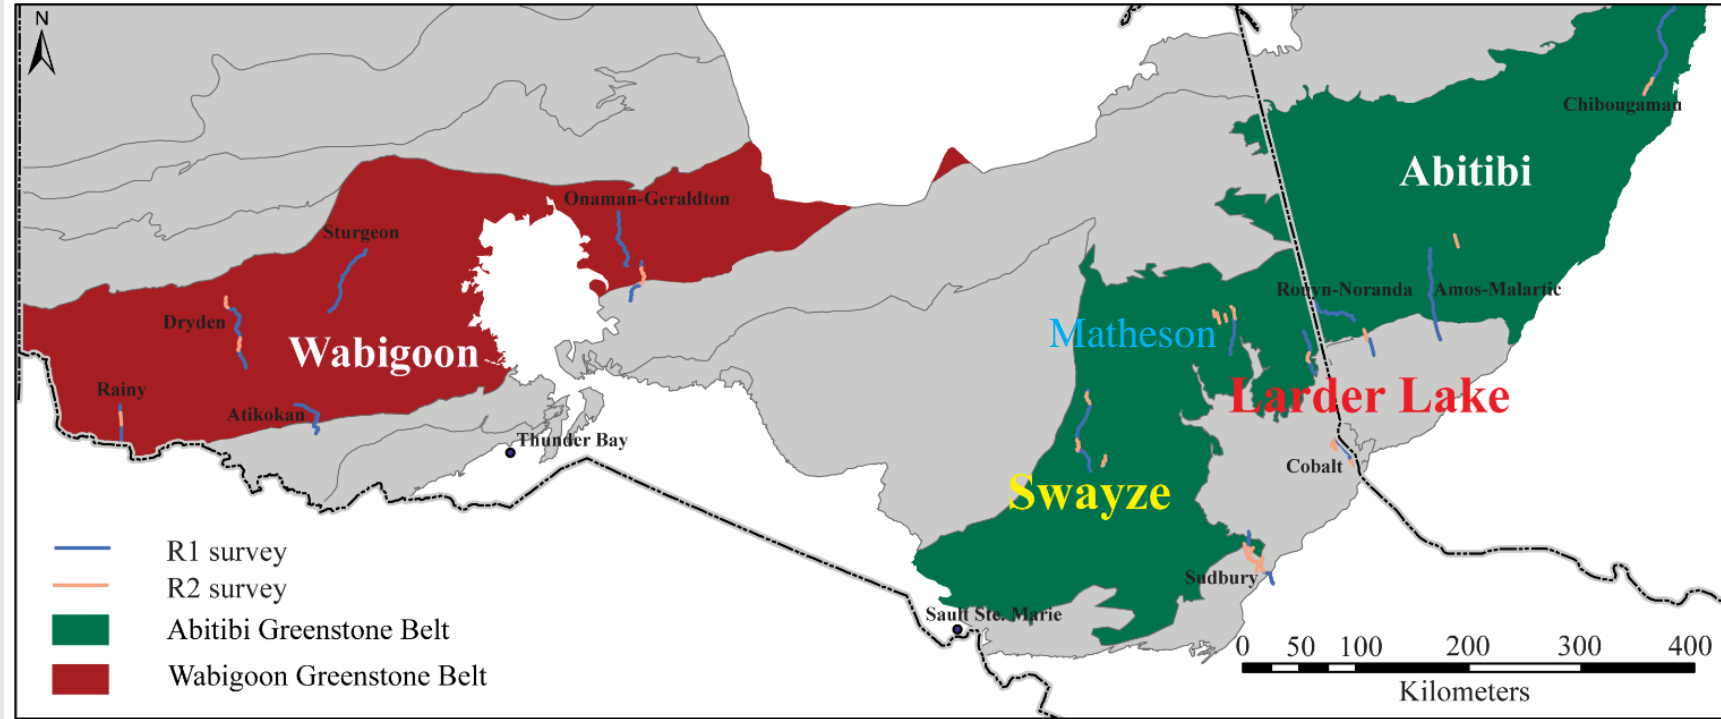 N
Chibougamau
Abitibi
Onaman-Geraldton
Sturgeon
Rouyn-Noranda
Amos-Malartic
Dryden
Matheson
Wabigoon
Rainy
Larder Lake
Atikokan
Thunder Bay
Cobalt
Swayze
R1 survey
R2 survey
Sudbury
Abitibi Greenstone Belt
Sault Ste. Marie
0 50 100 200 300 400
Wabigoon Greenstone Belt
Kilometers